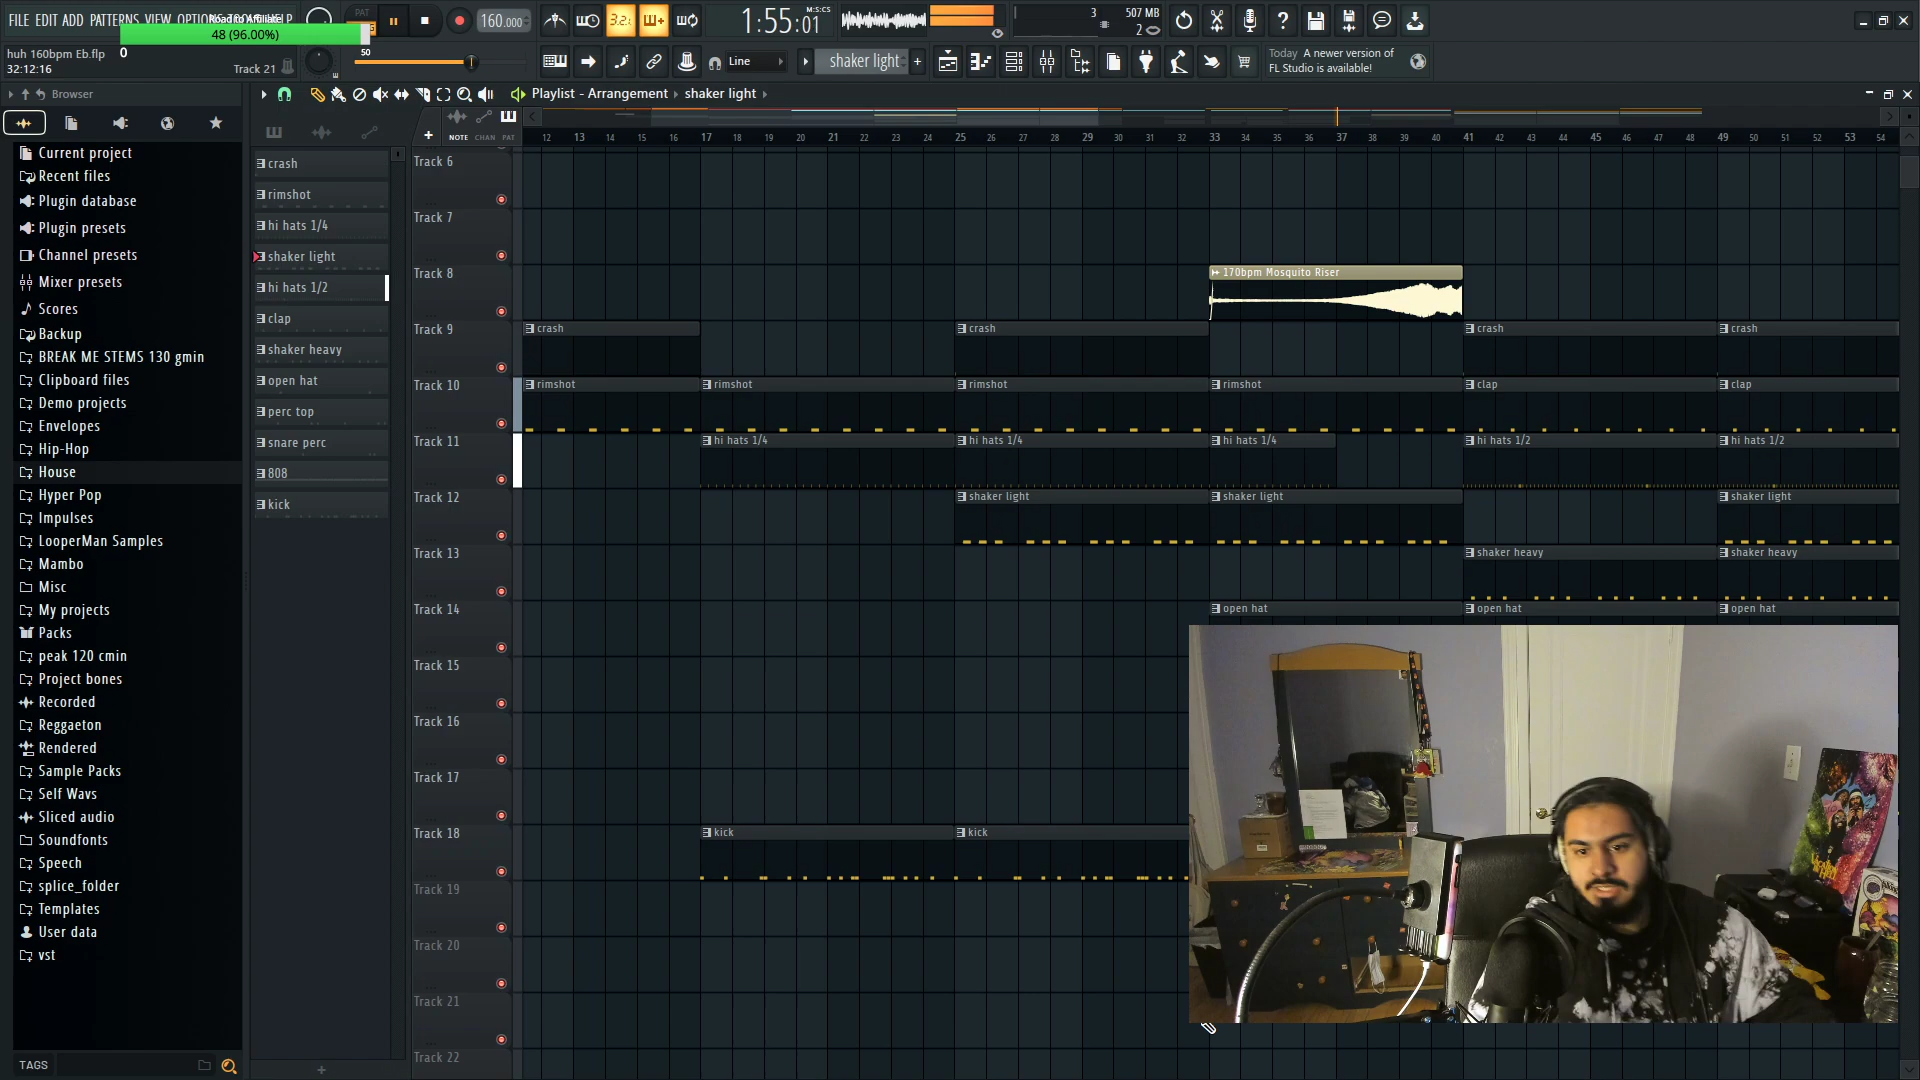 FILE EDIT ADD PATTERNS VIEW OPTIONS
Road to Affiliate!
48 (96.00%)
0
50
PAT
160.000
3.2:
1:55:01
M:S:CS
3
507 MB
2
huh 160bpm Eb.flp
32:12:16
Track 21
Line
shaker light
+
Today A newer version of
FL Studio is available!
Browser
Playlist - Arrangement
shaker light
NOTE
CHAN
PAT
12 13 14 15 16 17 18 19 20 21 22 23 24 25 26 27 28 29 30 31 32 33 34 35 36 37 38 39 40 41 42 43 44 45 46 47 48 49 50 51 52 53 54
Current project
Recent files
Plugin database
Plugin presets
Channel presets
Mixer presets
Scores
Backup
BREAK ME STEMS 130 gmin
Clipboard files
Demo projects
Envelopes
Hip-Hop
House
Hyper Pop
Impulses
LooperMan Samples
Mambo
Misc
My projects
Packs
peak 120 cmin
Project bones
Recorded
Reggaeton
Rendered
Sample Packs
Self Wavs
Sliced audio
Soundfonts
Speech
splice_folder
Templates
User data
vst
TAGS
crash
rimshot
hi hats 1/4
shaker light
hi hats 1/2
clap
shaker heavy
open hat
perc top
snare perc
808
kick
+
Track 6
Track 7
Track 8
170bpm Mosquito Riser
Track 9
crash crash crash crash
Track 10
rimshot rimshot rimshot rimshot clap clap
Track 11
hi hats 1/4 hi hats 1/4 hi hats 1/4 hi hats 1/2 hi hats 1/2
Track 12
shaker light shaker light shaker light
Track 13
shaker heavy shaker heavy
Track 14
open hat open hat open hat
Track 15
Track 16
Track 17
Track 18
kick kick
Track 19
Track 20
Track 21
Track 22